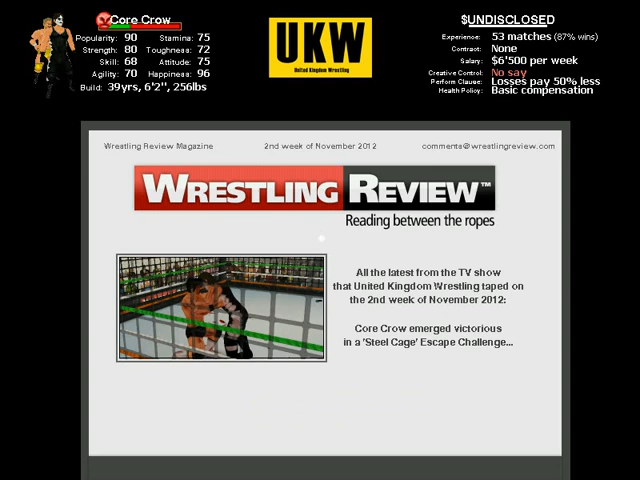 Core Crow
Popularity: 90 Stamina: 75
Strength: 80 Toughness: 72
Skill: 68 Attitude: 75
Agility: 70 Happiness: 96
Build: 39yrs, 6'2", 256lbs
UKW
United Kingdom Wrestling
$UNDISCLOSED
Experience: 53 matches (87% wins)
Contract: None
Salary: $6'500 per week
Creative Control: No say
Perform Clause: Losses pay 50% less
Health Policy: Basic compensation
Wrestling Review Magazine 2nd week of November 2012 comments@wrestlingreview.com
WRESTLING REVIEW™
Reading between the ropes
All the latest from the TV show
that United Kingdom Wrestling taped on
the 2nd week of November 2012:
Core Crow emerged victorious
in a 'Steel Cage' Escape Challenge...